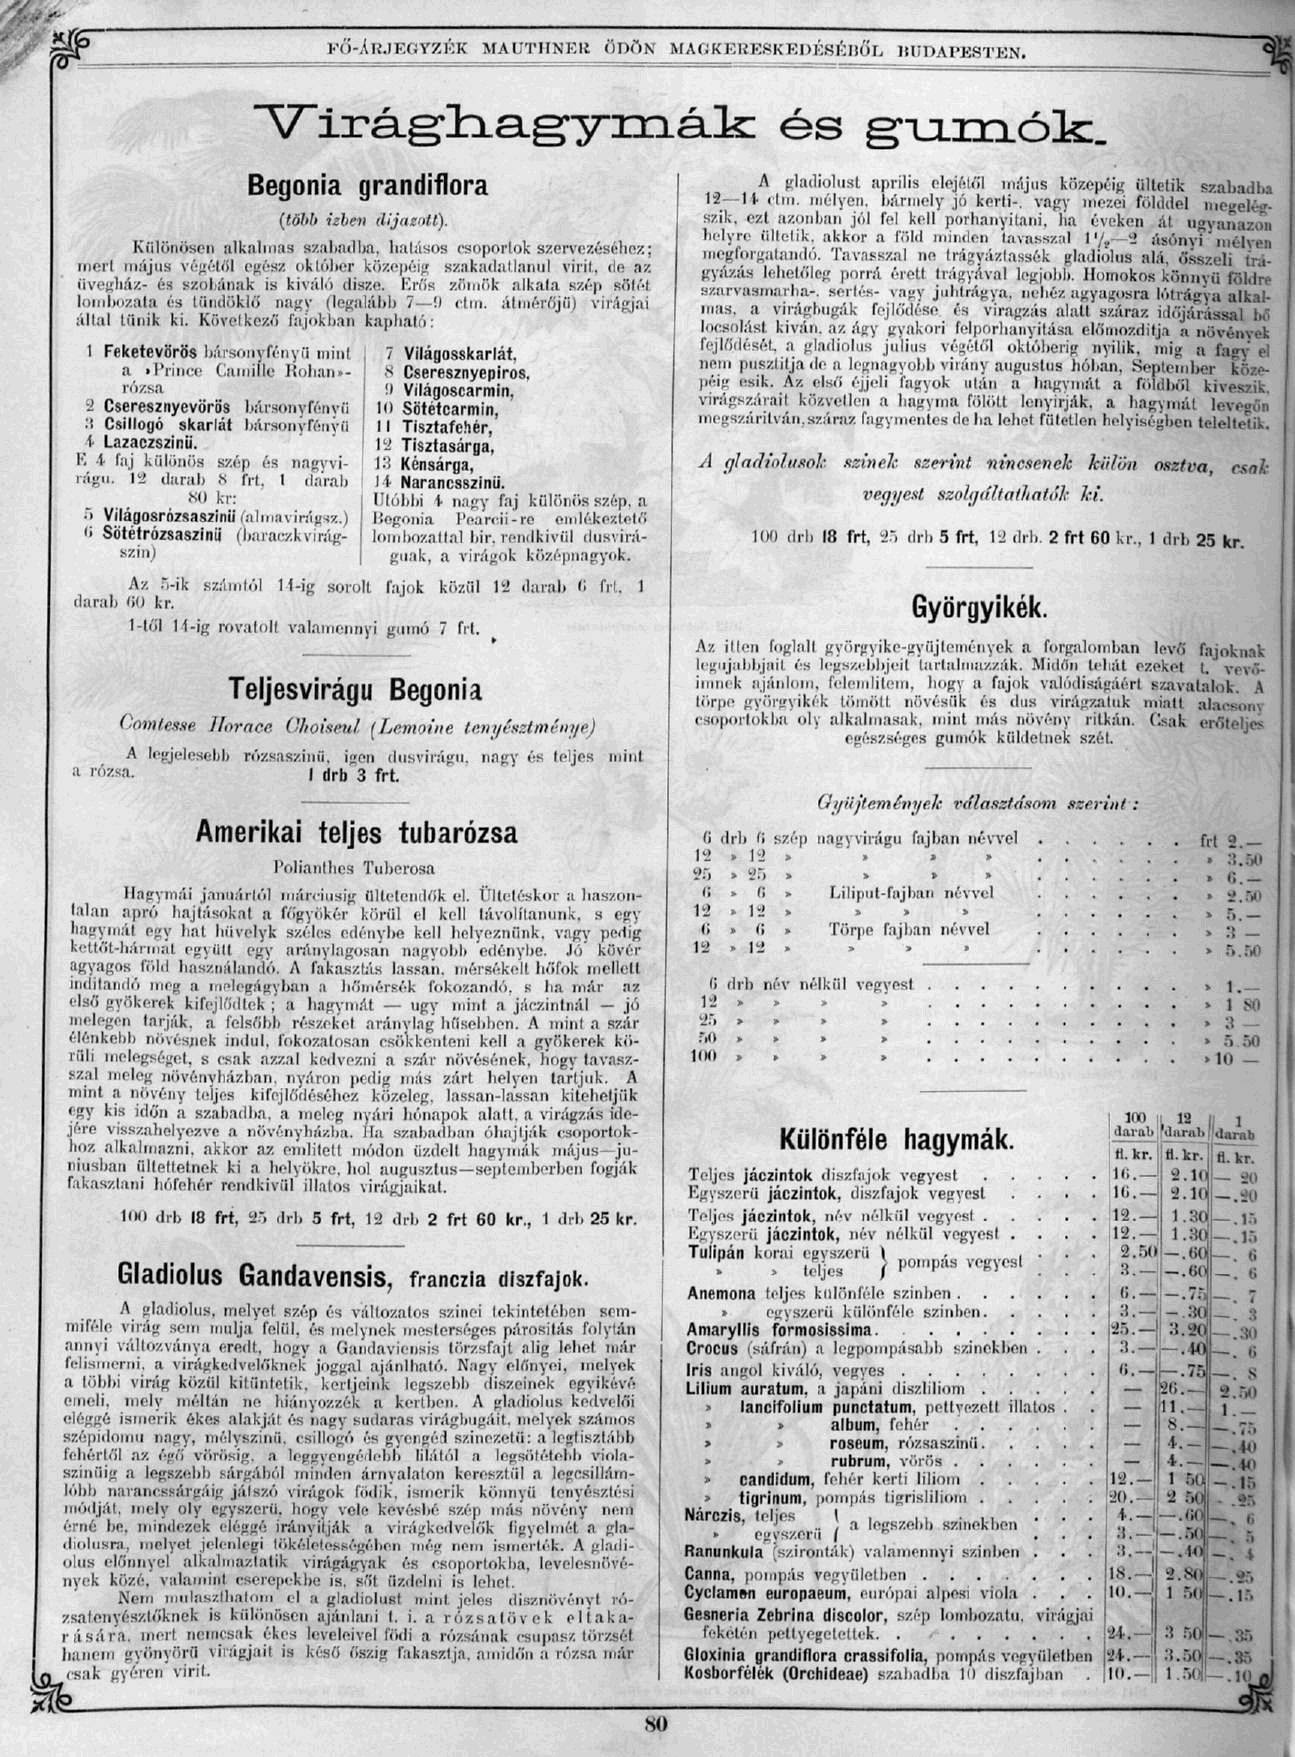 FŐ-ÁRJEGYZÉK MAUTHNER ÖDÖN MAGKERESKEDÉSÉBŐL BUDAPESTEN.
Virághagymák és gumók.
Begonia grandiflora
(több izben dijazott).
Különösen alkalmas szabadba, hatásos csoportok szervezéséhez;
mert május végétől egész október közepéig szakadatlanul virit, de az
üvegház- és szobának is kiváló disze. Erős zömök alkata szép sötét
lombozata és tündöklő nagy (legalább 7—9 ctm. átmérőjü) virágjai
által tünik ki. Következő fajokban kapható:
1 Feketevörös bársonyfényü mint
a »Prince Camille Rohan»-
rózsa
2 Cseresznyevörös bársonyfényü
3 Csillogó skarlát bársonyfényü
4 Lazaczszinü.
E 4 faj különös szép és nagyvi-
rágu. 12 darab 8 frt, 1 darab
80 kr:
5 Világosrózsaszinü (almavirágsz.)
6 Sötétrózsaszinü (baraczkvirág-
szin)
7 Világosskarlát,
8 Cseresznyepiros,
9 Világoscarmin,
10 Sötétcarmin,
11 Tisztafehér,
12 Tisztasárga,
13 Kénsárga,
14 Narancsszinü.
Utóbbi 4 nagy faj különös szép, a
Begonia Pearcii-re emlékeztető
lombozattal bir, rendkivül dusvirá-
guak, a virágok középnagyok.
Az 5-ik számtól 14-ig sorolt fajok közül 12 darab 6 frt, 1
darab 60 kr.
1-től 14-ig rovatolt valamennyi gumó 7 frt.
Teljesvirágu Begonia
Comtesse Horace Choiseul (Lemoine tenyésztménye)
A legjelesebb rózsaszinü, igen dusvirágu, nagy és teljes mint
a rózsa. 1 drb 3 frt.
Amerikai teljes tubarózsa
Polianthes Tuberosa
Hagymái januártól márciusig ültetendők el. Ültetéskor a haszon-
talan apró hajtásokat a főgyökér körül el kell távolítanunk, s egy
hagymát egy hat hüvelyk széles edénybe kell helyeznünk, vagy pedig
kettőt-hármat együtt egy aránylagosan nagyobb edénybe. Jó kövér
agyagos föld használandó. A fakasztás lassan, mérsékelt hőfok mellett
inditandó meg a melegágyban a hőmérsék fokozandó, s ha már az
első gyökerek kifejlődtek; a hagymát — ugy mint a jáczintnál — jó
melegen tarják, a felsőbb részeket aránylag hűsebben. A mint a szár
élénkebb növésnek indul, fokozatosan csökkenteni kell a gyökerek kö-
rüli melegséget, s csak azzal kedvezni a szár növésének, hogy tavasz-
szal meleg növényházban, nyáron pedig más zárt helyen tartjuk. A
mint a növény teljes kifejlődéséhez közeleg, lassan-lassan kitehetjük
egy kis időn a szabadba, a meleg nyári hónapok alatt, a virágzás ide-
jére visszahelyezve a növényházba. Ha szabadban óhajtják csoportok-
hoz alkalmazni, akkor az emlitett módon üzdelt hagymák május—ju-
niusban ültettetnek ki a helyökre, hol augusztus—septemberben fogják
fakasztani hófehér rendkivül illatos virágjaikat.
100 drb 18 frt, 25 drb 5 frt, 12 drb 2 frt 60 kr., 1 drb 25 kr.
Gladiolus Gandavensis, franczia diszfajok.
A gladiolus, melyet szép és változatos szinei tekintetében sem-
miféle virág sem mulja felül, és melynek mesterséges párositás folytán
annyi változványa eredt, hogy a Gandaviensis törzsfajt alig lehet már
felismerni, a virágkedvelőknek joggal ajánlható. Nagy előnyei, melyek
a többi virág közül kitüntetik, kertjeink legszebb diszeinek egyikévé
emeli, mely méltán ne hiányozzék a kertben. A gladiolus kedvelői
eléggé ismerik ékes alakját és nagy sudaras virágbugáit, melyek számos
szépidomu nagy, mélyszinü, csillogó és gyengéd szinezetü: a legtisztább
fehértől az égő vörösig, a leggyengédebb lilától a legsötétebb viola-
szinüig a legszebb sárgából minden árnyalaton keresztül a legcsillám-
lóbb narancssárgáig játszó virágok födik, ismerik könnyü tenyésztési
módját, mely oly egyszerü, hogy vele kevésbé szép más növény nem
érné be, mindezek eléggé irányitják a virágkedvelők figyelmét a gla-
diolusra, melyet jelenlegi tökéletességében még nem ismertek. A gladi-
olus előnnyel alkalmaztatik virágágyak és csoportokba, levelesnövé-
nyek közé, valamint cserepekbe is, sőt üzdelni is lehet.
Nem mulaszthatom el a gladiolust mint jeles disznövényt ró-
zsatenyésztőknek is különösen ajánlani t. i. a rózsatövek eltaka-
rására, mert nemcsak ékes leveleivel födi a rózsának csupasz törzsét
hanem gyönyörü virágjait is késő őszig fakasztja, amidőn a rózsa már
csak gyéren virit.
A gladiolust aprilis elejétől május közepéig ültetik szabadba
12—14 ctm. mélyen, bármely jó kerti-, vagy mezei földdel megelég-
szik, ezt azonban jól fel kell porhanyitani, ha éveken át ugyanazon
helyre ültetik, akkor a föld minden tavasszal 1½—2 ásónyi mélyen
megforgatandó. Tavasszal ne trágyáztassék gladiolus alá, ősszeli trá-
gyázás lehetőleg porrá érett trágyával legjobb. Homokos könnyü földre
szarvasmarha-, sertés- vagy juhtrágya, nehéz agyagosra lótrágya alkal-
mas, a virágbugák fejlődése és viragzás alatt száraz időjárással bő
locsolást kiván, az ágy gyakori felporhanyitása előmozditja a növények
fejlődését, a gladiolus julius végétől októberig nyilik, mig a fagy el
nem pusztitja de a legnagyobb virány augustus hóban, September köze-
péig esik. Az első éjjeli fagyok után a hagymát a földből kiveszik,
virágszárait közvetlen a hagyma fölött lenyirják, a hagymát levegőn
megszáritván, száraz fagymentes de ha lehet fütetlen helyiségben teleltetik.
A gladiolusok szinek szerint nincsenek külön osztva, csak
vegyest szolgáltathatók ki.
100 drb 18 frt, 25 drb 5 frt, 12 drb. 2 frt 60 kr., 1 drb 25 kr.
Györgyikék.
Az itten foglalt györgyike-gyüjtemények a forgalomban levő fajoknak
legujabbjait és legszebbjeit tartalmazzák. Midőn tehát ezeket t. vevő-
imnek ajánlom, felemlitem, hogy a fajok valódiságáért szavatalok. A
törpe györgyikék tömött növésük és dus virágzatuk miatt alacsony
csoportokba oly alkalmasak, mint más növény ritkán. Csak erőteljes
egészséges gumók küldetnek szét.
Gyüjtemények választásom szerint:
6 drb 6 szép nagyvirágu fajban névvel . . . . . . frt 2.—
12 » 12 » » » » . . . . . . » 3.50
25 » 25 » » » » . . . . . . » 6.—
6 » 6 » Liliput-fajban névvel . . . . . . » 2.50
12 » 12 » » » » . . . . . . » 5.—
6 » 6 » Törpe fajban névvel . . . . . . » 3 —
12 » 12 » » » » . . . . . . » 5.50
6 drb név nélkül vegyest . . . . . . . . . . » 1.—
12 » » » » . . . . . . . . . . » 1 80
25 » » » » . . . . . . . . . . » 3 —
50 » » » » . . . . . . . . . . » 5.50
100 » » » » . . . . . . . . . . » 10 —
Különféle hagymák.
100 darab 12 darab 1 darab
fl. kr. fl. kr. fl. kr.
Teljes jáczintok diszfajok vegyest . . . . . 16.— 2.10 — 20
Egyszerü jáczintok, diszfajok vegyest . . . . 16.— 2.10 —.20
Teljes jáczintok, név nélkül vegyest . . . . . 12.— 1.30 —.15
Egyszerü jáczintok, név nélkül vegyest . . . . 12.— 1.30 —.15
Tulipán korai egyszerü } pompás vegyest . . . 2.50 —.60 —. 6
» » teljes . . . 3.— —.60 —. 6
Anemona teljes különféle szinben . . . . . . 6.— —.75 —. 7
» egyszerü különféle szinben. . . . . . 3.— —.30 —. 3
Amaryllis formosissima. . . . . . . . . 25.— 3.20 —.30
Crocus (sáfrán) a legpompásabb szinekben . . . 3.— —.40 —. 6
Iris angol kiváló, vegyes . . . . . . . . 6.— —.75 —. 8
Lilium auratum, a japáni diszliliom . . . . . — 26.— 2.50
» lancifolium punctatum, pettyezett illatos . . — 11.— 1.—
» » album, fehér . . . . . . — 8.— —.75
» » roseum, rózsaszinü. . . . . — 4.— —.40
» » rubrum, vörös . . . . . . — 4.— —.40
» candidum, fehér kerti liliom . . . . . 12.— 1 50 —.15
» tigrinum, pompás tigrisliliom . . . . . 20.— 2 50 —.25
Nárczis, teljes } a legszebb szinekben . . . 4.— —.60 —. 6
» egyszerü . . . 3.— —.50 —. 5
Ranunkula (szironták) valamennyi szinben . . . 3.— —.40 —. 4
Canna, pompás vegyületben . . . . . . . 18.— 2.80 —.25
Cyclamen europaeum, európai alpesi viola . . . 10.— 1 50 —.15
Gesneria Zebrina discolor, szép lombozatu, virágjai
feketén pettyegetettek. . . . . . . . . 24.— 3 50 —.35
Gloxinia grandiflora crassifolia, pompás vegyületben 24.— 3.50 —.35
Kosborfélék (Orchideae) szabadba 10 diszfajban . 10.— 1.50 —.10
80